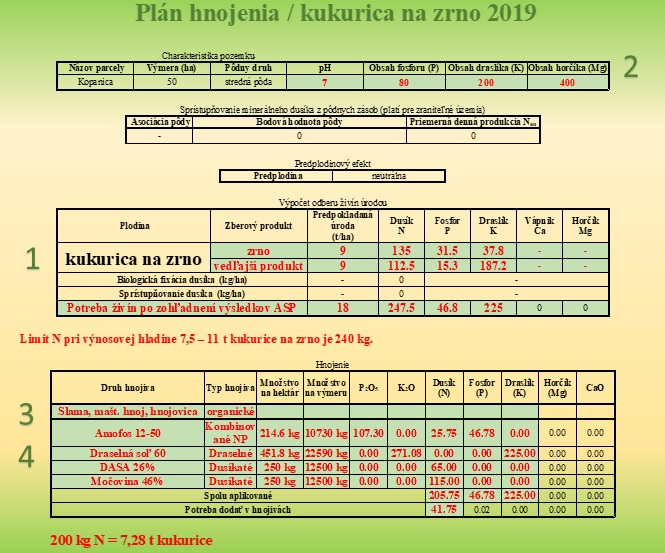 Plán hnojenia / kukurica na zrno 2019
Charakteristika pozemku
Názov parcely Výmera (ha) Pôdny druh pH Obsah fosforu (P) Obsah draslíka (K) Obsah horčíka (Mg)
Kopanica 50 stredná pôda 7 80 200 400
2
Sprístupňovanie minerálneho dusíka z pôdnych zásob (platí pre zraniteľné územia)
Asociácia pôdy Bodová hodnota pôdy Priemerná denná produkcia Nan
- 0 0
Predplodinový efekt
Predplodina neutrálna
Výpočet odberu živín úrodou
Plodina Zberový produkt Predpokladaná úroda (t/ha) Dusík N Fosfor P Draslík K Vápnik Ca Horčík Mg
1
kukurica na zrno zrno 9 135 31.5 37.8 - -
vedľajší produkt 9 112.5 15.3 187.2 - -
Biologická fixácia dusíka (kg/ha) - 0 -
Sprístupňovanie dusíka (kg/ha) - 0 -
Potreba živín po zohľadnení výsledkov ASP 18 247.5 46.8 225 0 0
Limit N pri výnosovej hladine 7,5 – 11 t kukurice na zrno je 240 kg.
Hnojenie
Druh hnojiva Typ hnojiva Množstvo na hektár Množstvo na výmeru P₂O₅ K₂O Dusík (N) Fosfor (P) Draslík (K) Horčík (Mg) CaO
3
Slama, mašt. hnoj, hnojovica organické
4
Amofos 12-50 Kombinované NP 214.6 kg 10730 kg 107.30 0.00 25.75 46.78 0.00 0.00 0.00
Draselná soľ 60 Draselné 451.8 kg 22590 kg 0.00 271.08 0.00 0.00 225.00 0.00 0.00
DASA 26% Dusíkaté 250 kg 12500 kg 0.00 0.00 65.00 0.00 0.00 0.00 0.00
Močovina 46% Dusíkaté 250 kg 12500 kg 0.00 0.00 115.00 0.00 0.00 0.00 0.00
Spolu aplikované 205.75 46.78 225.00 0.00 0.00
Potreba dodať v hnojivách 41.75 0.02 0.00 0.00 0.00
200 kg N = 7,28 t kukurice